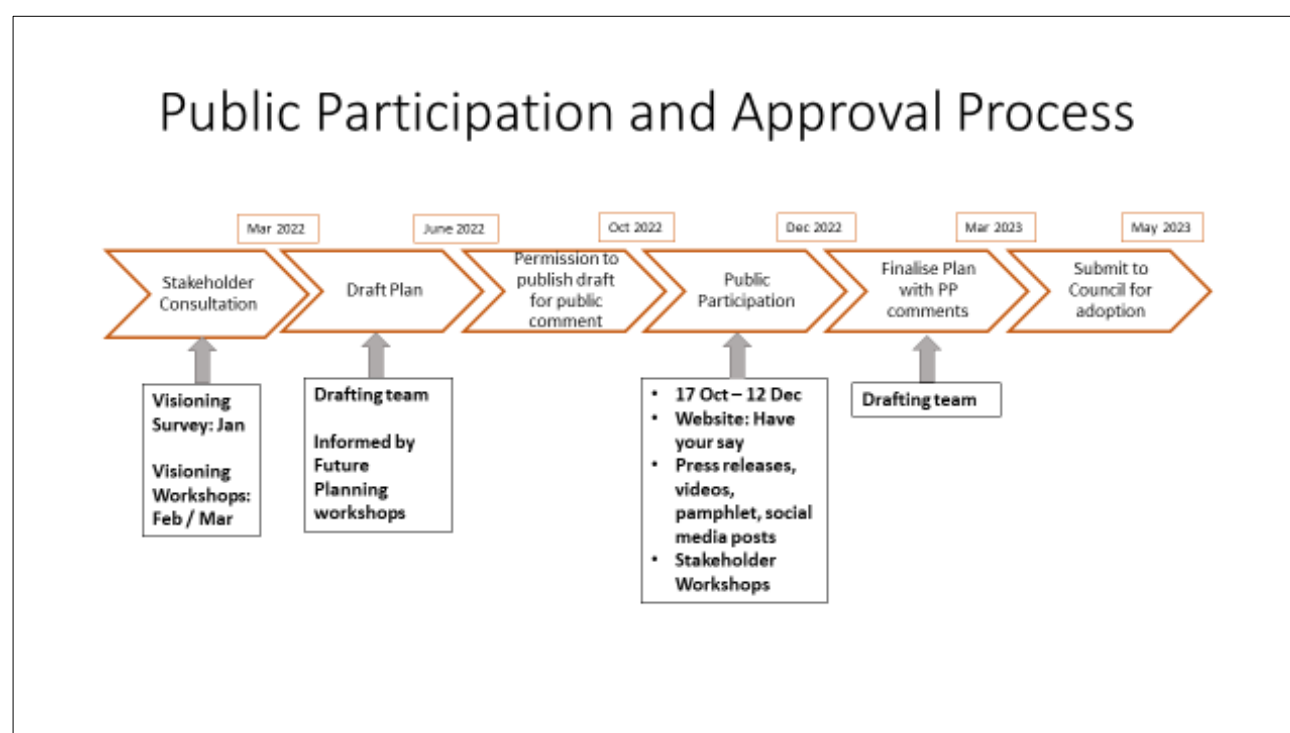 Public Participation and Approval Process
Mar 2022
June 2022
Oct 2022
Dec 2022
Mar 2023
May 2023
Stakeholder
Consultation
Draft Plan
Permission to
publish draft
for public
comment
Public
Participation
Finalise Plan
with PP
comments
Submit to
Council for
adoption
Visioning
Survey: Jan
Visioning
Workshops:
Feb / Mar
Drafting team
Informed by
Future
Planning
workshops
• 17 Oct – 12 Dec
• Website: Have
your say
• Press releases,
videos,
pamphlet, social
media posts
• Stakeholder
Workshops
Drafting team